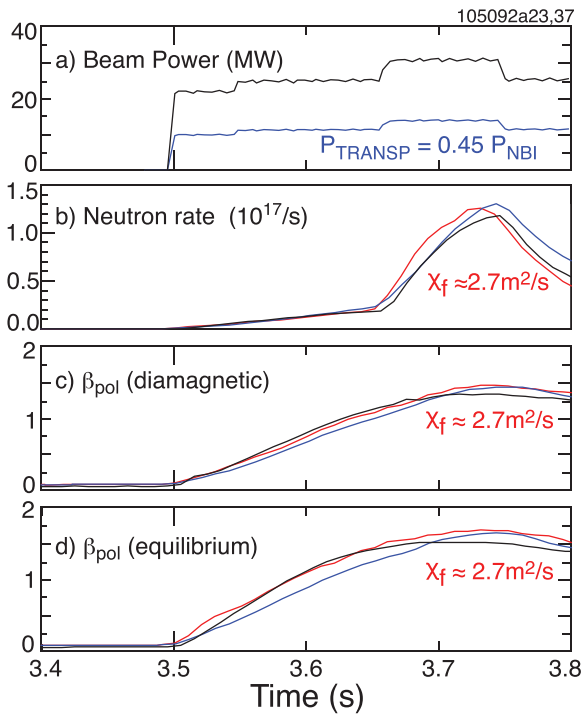 105092a23,37
40
a) Beam Power (MW)
20
P_TRANSP = 0.45 P_NBI
0
1.5
b) Neutron rate (10^17/s)
1.0
0.5
χ_f ≈2.7m²/s
0.0
2
c) β_pol (diamagnetic)
1
χ_f ≈ 2.7m²/s
0
2
d) β_pol (equilibrium)
1
χ_f ≈ 2.7m²/s
0
3.4 3.5 3.6 3.7 3.8
Time (s)